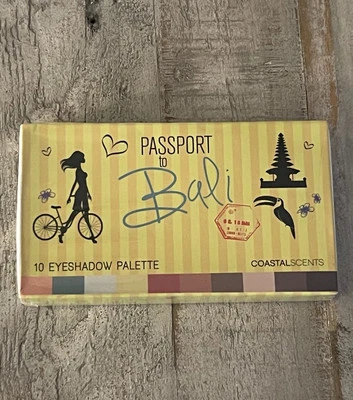 PASSPORT
to
Bali
10 EYESHADOW PALETTE
COASTALSCENTS